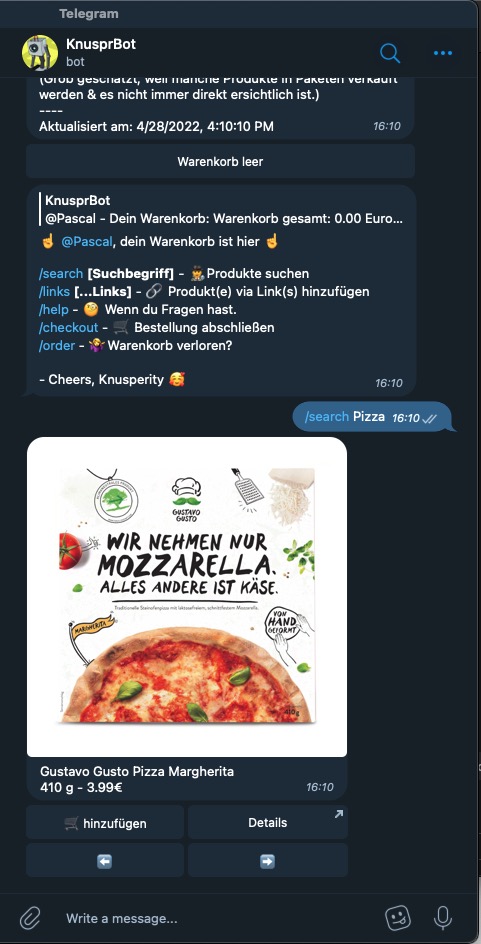 Telegram
KnusprBot
bot
(Grob geschätzt, weil manche Produkte in Paketen verkauft
werden & es nicht immer direkt ersichtlich ist.)
----
Aktualisiert am: 4/28/2022, 4:10:10 PM
16:10
Warenkorb leer
KnusprBot
@Pascal - Dein Warenkorb: Warenkorb gesamt: 0.00 Euro...
☝️ @Pascal, dein Warenkorb ist hier ☝️
/search [Suchbegriff] - 🕵️Produkte suchen
/links [...Links] - 🔗 Produkt(e) via Link(s) hinzufügen
/help - 🧐 Wenn du Fragen hast.
/checkout - 🛒 Bestellung abschließen
/order - 🤷‍♀️Warenkorb verloren?
- Cheers, Knusperity 🥰
16:10
/search Pizza 16:10
GUSTAVO
GUSTO
WIR NEHMEN NUR
MOZZARELLA.
ALLES ANDERE IST KÄSE.
Traditionelle Steinofenpizza mit laktosefreiem, schnittfestem Mozzarella.
MARGHERITA
VON
HAND
GEFORMT
410g
Gustavo Gusto Pizza Margherita
410 g - 3.99€
16:10
🛒 hinzufügen
Details
⬅️
➡️
Write a message...